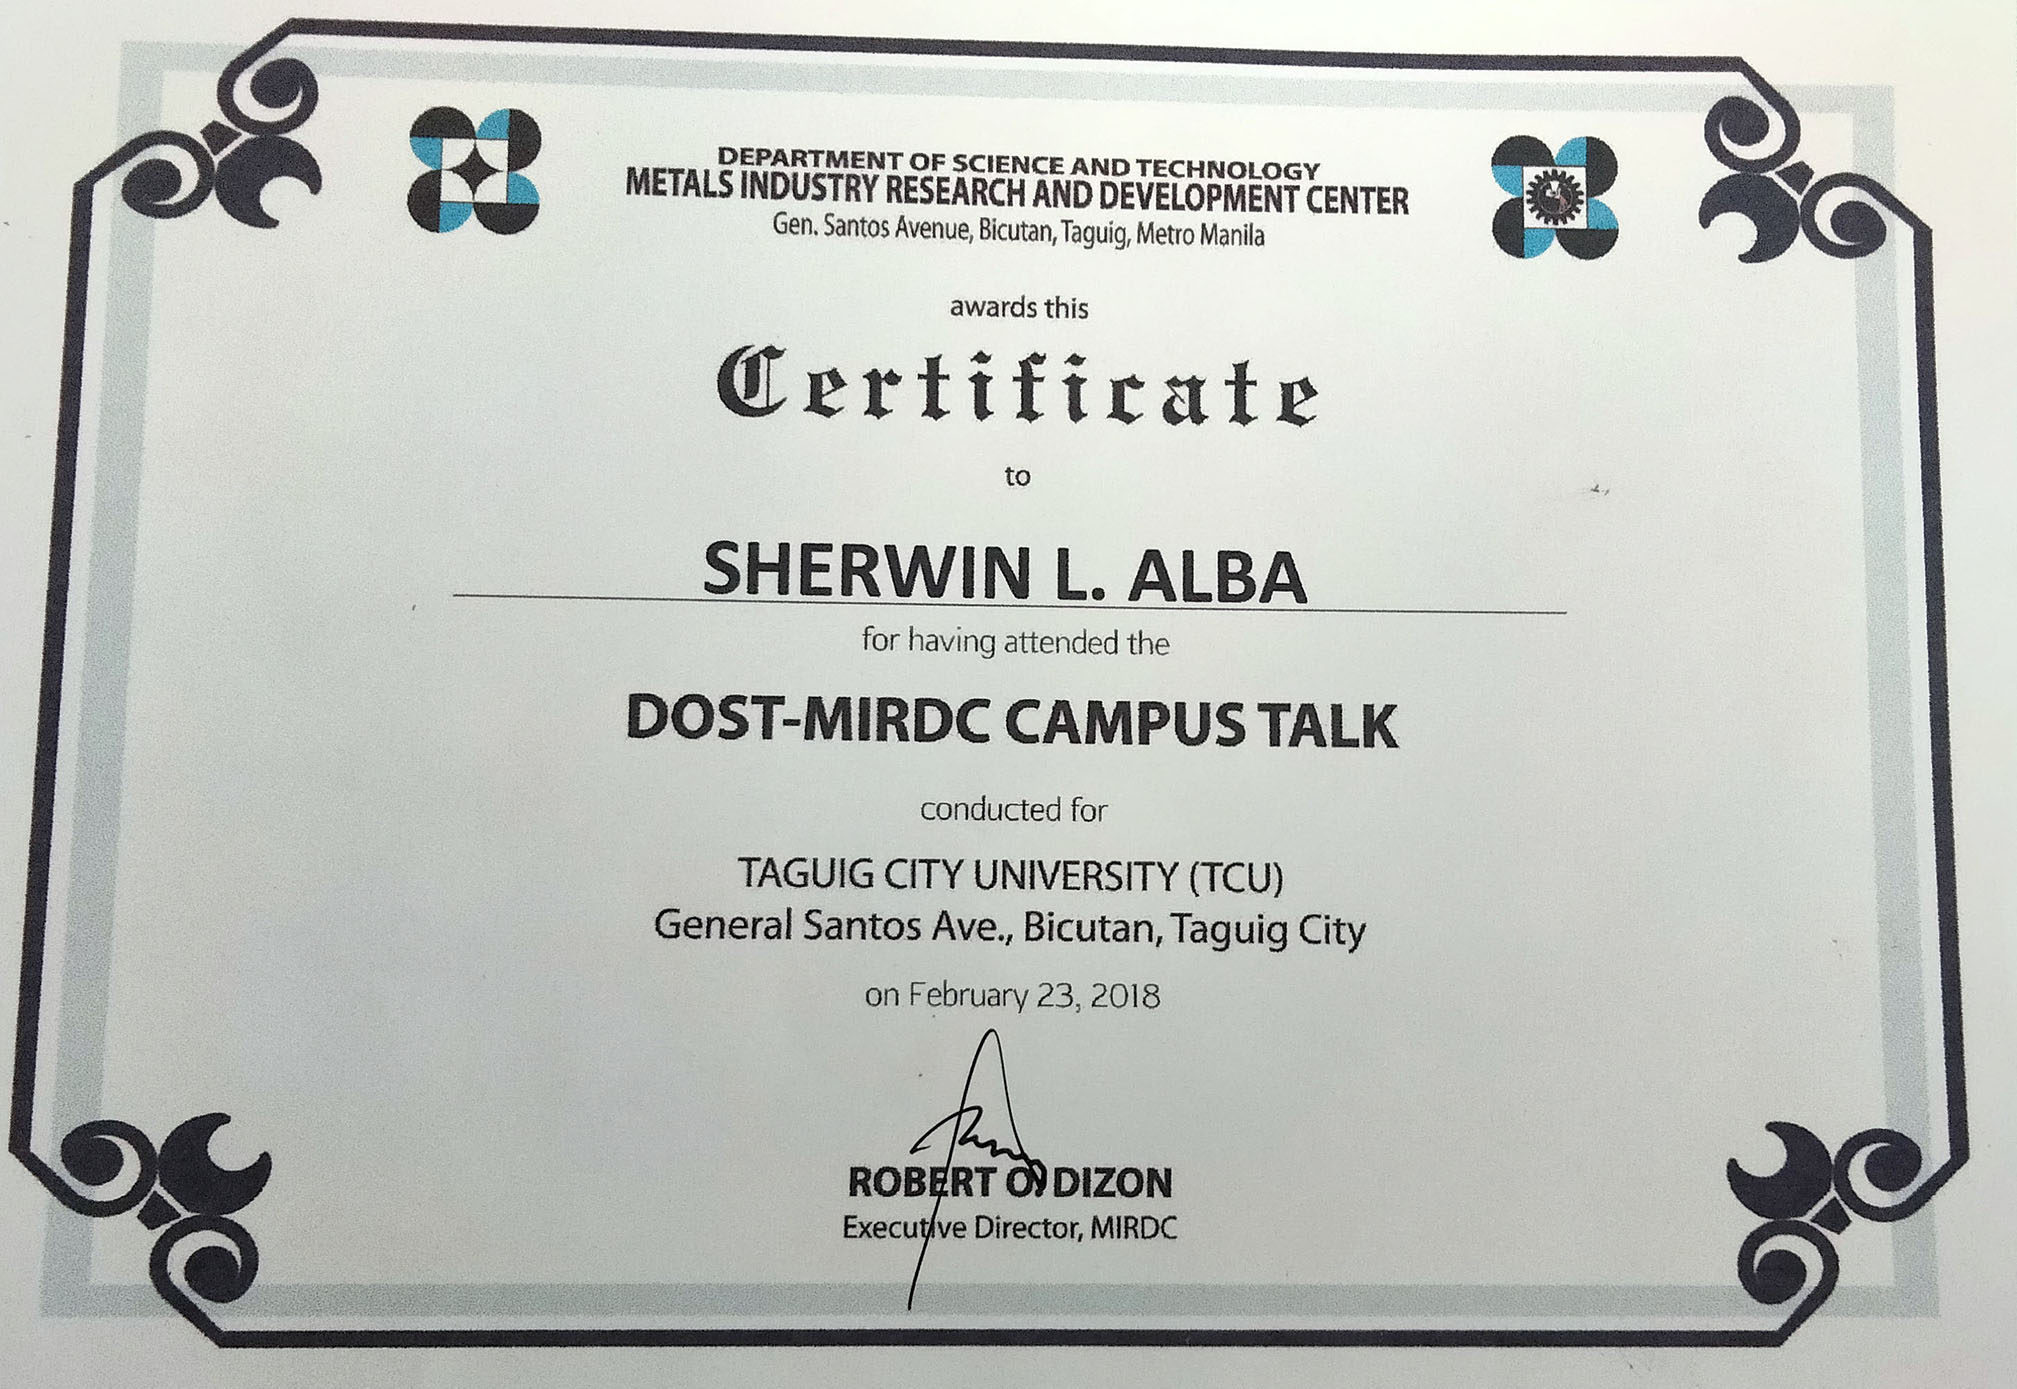 DEPARTMENT OF SCIENCE AND TECHNOLOGY
METALS INDUSTRY RESEARCH AND DEVELOPMENT CENTER
Gen. Santos Avenue, Bicutan, Taguig, Metro Manila
awards this
Certificate
to
SHERWIN L. ALBA
for having attended the
DOST-MIRDC CAMPUS TALK
conducted for
TAGUIG CITY UNIVERSITY (TCU)
General Santos Ave., Bicutan, Taguig City
on February 23, 2018
ROBERT O. DIZON
Executive Director, MIRDC